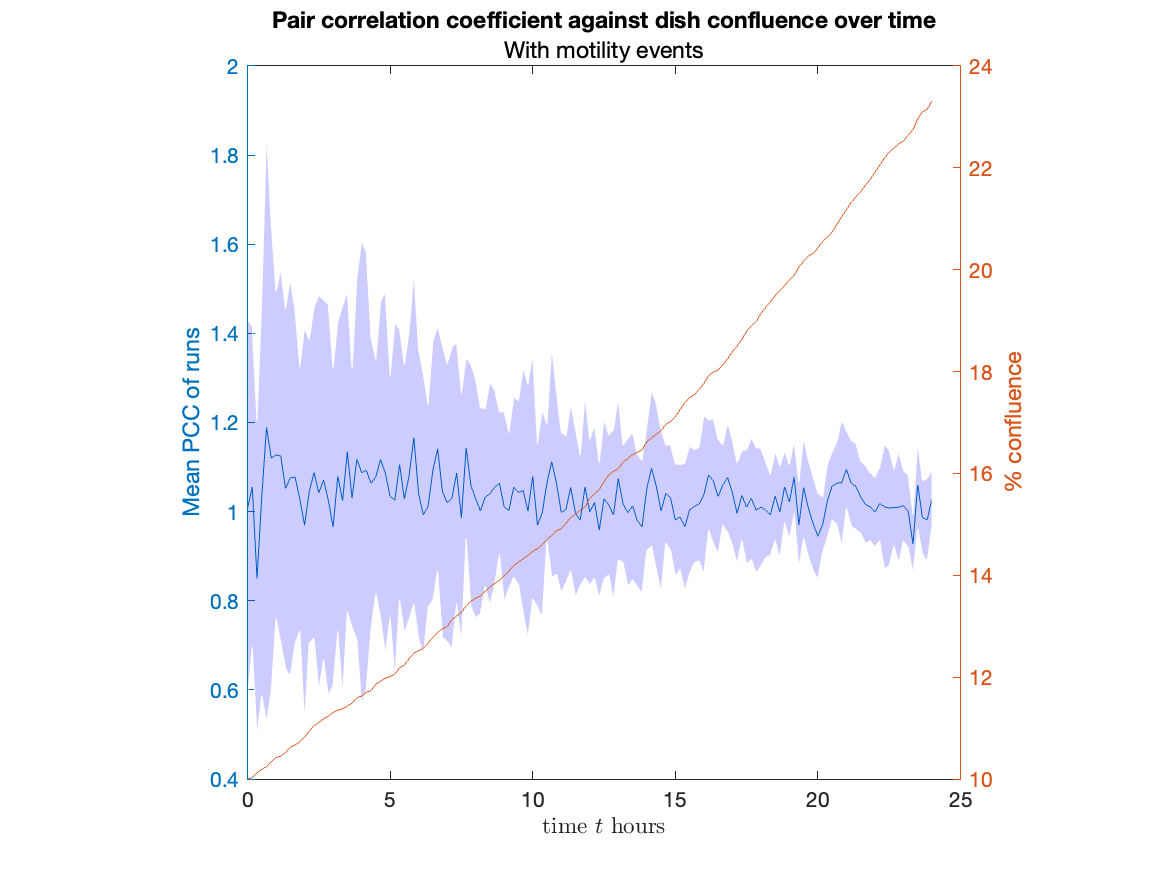 Pair correlation coefficient against dish confluence over time
With motility events
2
1.8
1.6
1.4
1.2
1
0.8
0.6
0.4
Mean PCC of runs
24
22
20
18
16
14
12
10
% confluence
0 5 10 15 20 25
time t hours